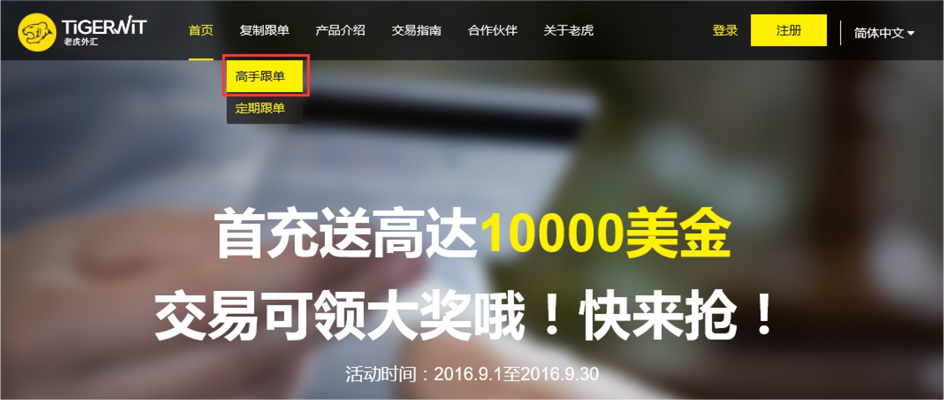 TiGERWiT
老虎外汇
首页 复制跟单 产品介绍 交易指南 合作伙伴 关于老虎 登录 注册 简体中文
高手跟单
定期跟单
首充送高达10000美金
交易可领大奖哦！快来抢！
活动时间：2016.9.1至2016.9.30